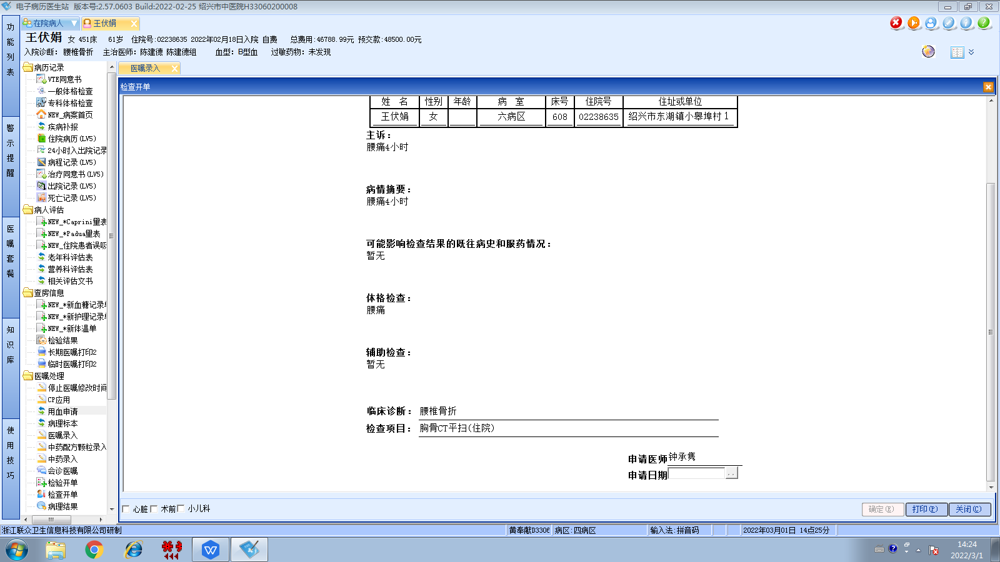 电子病历医生站 版本号:2.57.0603 Build:2022-02-25 绍兴市中医院H33060200008
在院病人 王伏娟
王伏娟 女 451床 61岁 住院号:02238635 2022年02月18日入院 自费 总费用:46788.99元 预交款:48500.00元
入院诊断: 腰椎骨折 主治医师: 陈建德 陈建德组 血型: B型血 过敏药物: 未发现
功能列表
警示提醒
医嘱套餐
知识库
使用技巧
病历记录
VTE同意书
一般体格检查
专科体格检查
NEW_病案首页
疾病补报
住院病历(LV5)
24小时入出院记录
病程记录(LV5)
治疗同意书(LV5)
出院记录(LV5)
死亡记录(LV5)
病人评估
NEW_*Caprini量表
NEW_*Padua量表
NEW_住院患者误吸
老年科评估表
营养科评估表
相关评估文书
查房信息
NEW_*新血糖记录单
NEW_*新护理记录单
NEW_*新体温单
检验结果
长期医嘱打印2
临时医嘱打印2
医嘱处理
停止医嘱修改时间
CP应用
用血申请
病理标本
医嘱录入
中药配方颗粒录入
中药录入
会诊医嘱
检验开单
检查开单
病理结果
医嘱录入
检查开单
姓 名 性别 年龄 病 室 床号 住院号 住址或单位
王伏娟 女 六病区 608 02238635 绍兴市东湖镇小皋埠村1
主诉:
腰痛4小时
病情摘要:
腰痛4小时
可能影响检查结果的既往病史和服药情况:
暂无
体格检查:
腰痛
辅助检查:
暂无
临床诊断: 腰椎骨折
检查项目: 胸骨CT平扫(住院)
申请医师 钟承隽
申请日期 ..
心脏 术前 小儿科
确定(E) 打印(P) 关闭(C)
浙江联众卫生信息科技有限公司研制 黄奉献D3306 病区:四病区 输入法:拼音码 2022年03月01日 14点25分
14:24
2022/3/1